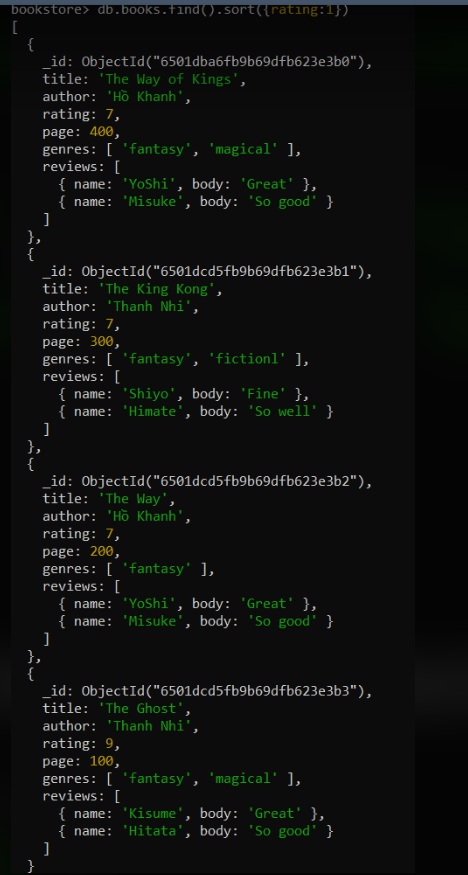 bookstore> db.books.find().sort({rating:1})
[
  {
    _id: ObjectId("6501dba6fb9b69dfb623e3b0"),
    title: 'The Way of Kings',
    author: 'Hồ Khanh',
    rating: 7,
    page: 400,
    genres: [ 'fantasy', 'magical' ],
    reviews: [
      { name: 'YoShi', body: 'Great' },
      { name: 'Misuke', body: 'So good' }
    ]
  },
  {
    _id: ObjectId("6501dcd5fb9b69dfb623e3b1"),
    title: 'The King Kong',
    author: 'Thanh Nhi',
    rating: 7,
    page: 300,
    genres: [ 'fantasy', 'fictionl' ],
    reviews: [
      { name: 'Shiyo', body: 'Fine' },
      { name: 'Himate', body: 'So well' }
    ]
  },
  {
    _id: ObjectId("6501dcd5fb9b69dfb623e3b2"),
    title: 'The Way',
    author: 'Hồ Khanh',
    rating: 7,
    page: 200,
    genres: [ 'fantasy' ],
    reviews: [
      { name: 'YoShi', body: 'Great' },
      { name: 'Misuke', body: 'So good' }
    ]
  },
  {
    _id: ObjectId("6501dcd5fb9b69dfb623e3b3"),
    title: 'The Ghost',
    author: 'Thanh Nhi',
    rating: 9,
    page: 100,
    genres: [ 'fantasy', 'magical' ],
    reviews: [
      { name: 'Kisume', body: 'Great' },
      { name: 'Hitata', body: 'So good' }
    ]
  }